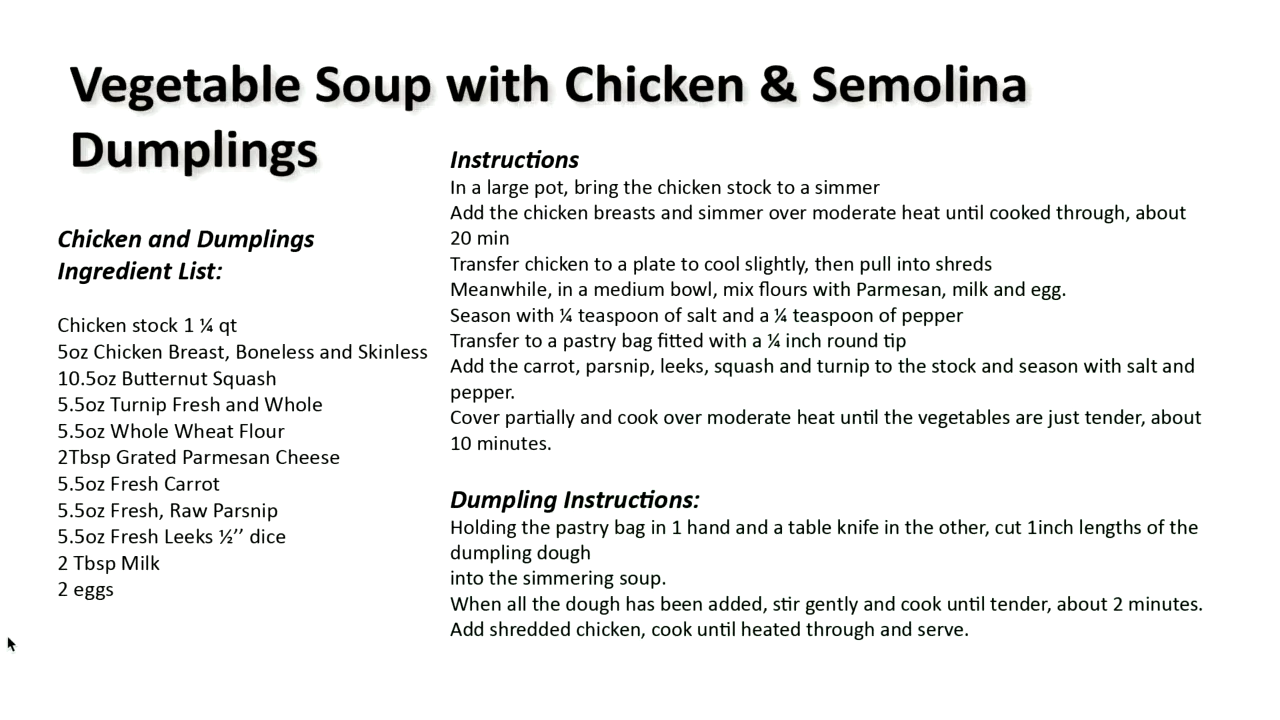 Vegetable Soup with Chicken & Semolina
Dumplings
Chicken and Dumplings
Ingredient List:
Chicken stock 1 ¼ qt
5oz Chicken Breast, Boneless and Skinless
10.5oz Butternut Squash
5.5oz Turnip Fresh and Whole
5.5oz Whole Wheat Flour
2Tbsp Grated Parmesan Cheese
5.5oz Fresh Carrot
5.5oz Fresh, Raw Parsnip
5.5oz Fresh Leeks ½’’ dice
2 Tbsp Milk
2 eggs
Instructions
In a large pot, bring the chicken stock to a simmer
Add the chicken breasts and simmer over moderate heat until cooked through, about
20 min
Transfer chicken to a plate to cool slightly, then pull into shreds
Meanwhile, in a medium bowl, mix flours with Parmesan, milk and egg.
Season with ¼ teaspoon of salt and a ¼ teaspoon of pepper
Transfer to a pastry bag fitted with a ¼ inch round tip
Add the carrot, parsnip, leeks, squash and turnip to the stock and season with salt and
pepper.
Cover partially and cook over moderate heat until the vegetables are just tender, about
10 minutes.
Dumpling Instructions:
Holding the pastry bag in 1 hand and a table knife in the other, cut 1inch lengths of the
dumpling dough
into the simmering soup.
When all the dough has been added, stir gently and cook until tender, about 2 minutes.
Add shredded chicken, cook until heated through and serve.